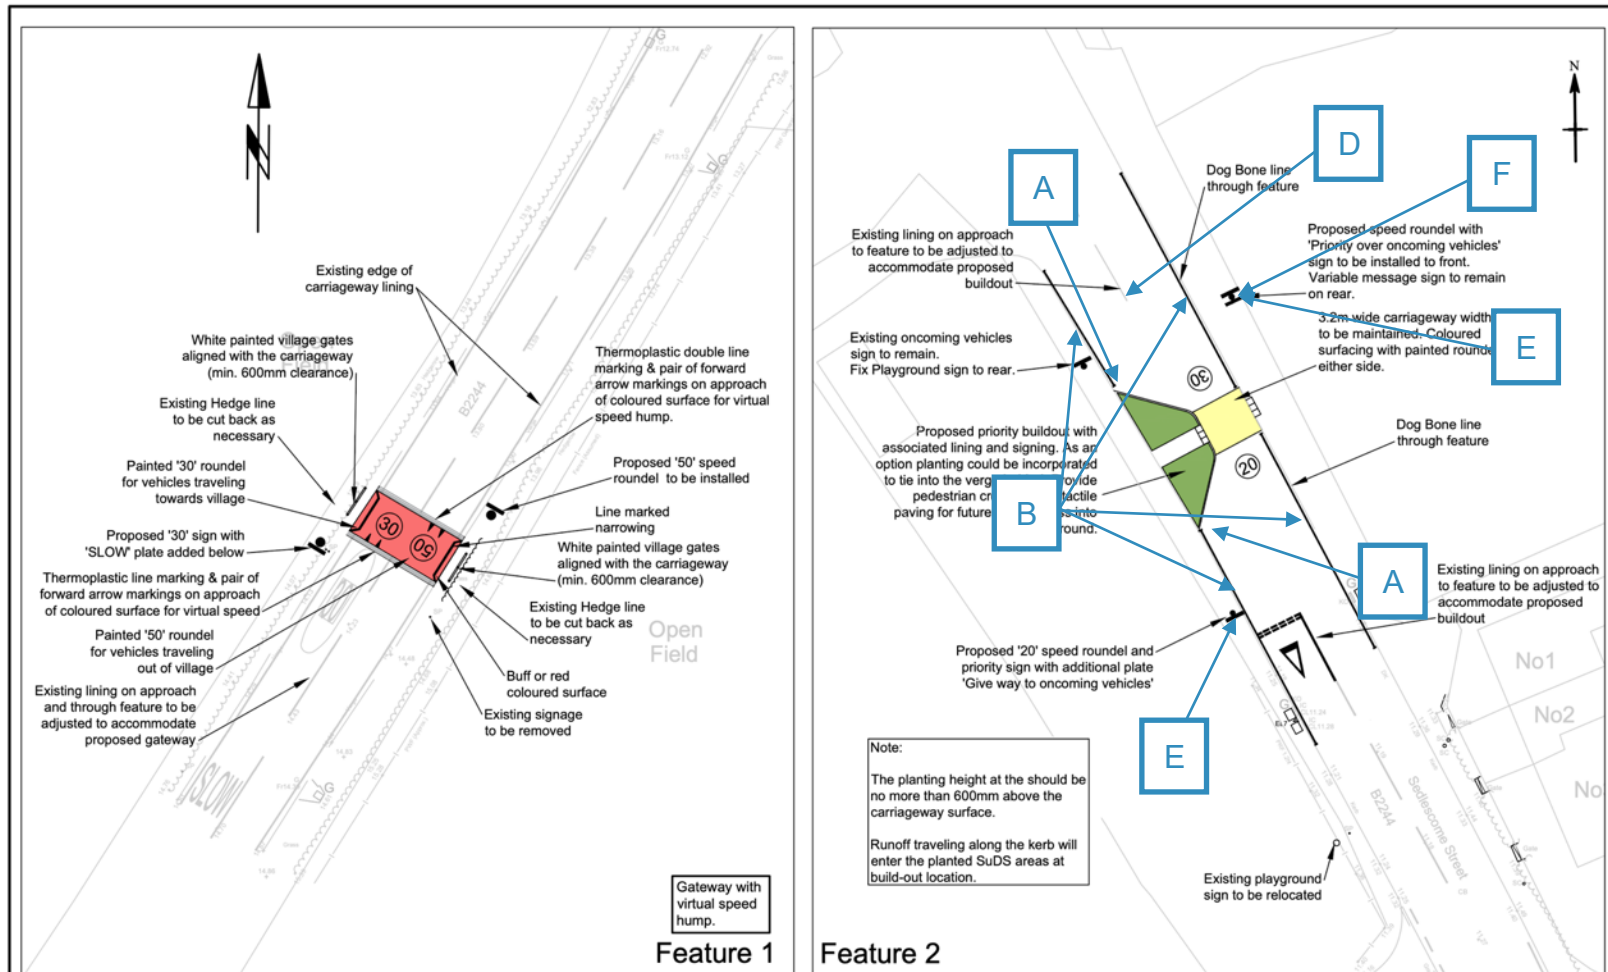 N
Existing edge of
carriageway lining
White painted village gates
aligned with the carriageway
(min. 600mm clearance)
Open
Field
Existing Hedge line
to be cut back as
necessary
Painted '30' roundel
for vehicles traveling
towards village
Proposed '30' sign with
'SLOW' plate added below
Thermoplastic line marking & pair of
forward arrow markings on approach
of coloured surface for virtual speed
Painted '50' roundel
for vehicles traveling
out of village
Existing lining on approach
and through feature to be
adjusted to accommodate
proposed gateway
B2244
30
50
SLOW
SLOW
Thermoplastic double line
marking & pair of forward
arrow markings on approach
of coloured surface for virtual
speed hump.
Proposed '50' speed
roundel to be installed
Line marked
narrowing
White painted village gates
aligned with the carriageway
(min. 600mm clearance)
Existing Hedge line
to be cut back as
necessary
Open
Field
Buff or red
coloured surface
Existing signage
to be removed
Gateway with
virtual speed
hump.
Feature 1
N
D
A
F
Dog Bone line
through feature
Existing lining on approach
to feature to be adjusted to
accommodate proposed
buildout
Proposed speed roundel with
'Priority over oncoming vehicles'
sign to be installed to front.
Variable message sign to remain
on rear.
3.2m wide carriageway width
to be maintained. Coloured
surfacing with painted rounde
either side.
E
Existing oncoming vehicles
sign to remain.
Fix Playground sign to rear.
30
20
Proposed priority buildout with
associated lining and signing. As an
option planting could be incorporated
to tie into the verg
pedestrian cr
tactile
paving for future
into
B
Dog Bone line
through feature
A
Existing lining on approach
to feature to be adjusted to
accommodate proposed
buildout
Proposed '20' speed roundel and
priority sign with additional plate
'Give way to oncoming vehicles'
E
No1
No2
No
B2244
Sedlescome Street
Note:
The planting height at the should be
no more than 600mm above the
carriageway surface.
Runoff traveling along the kerb will
enter the planted SuDS areas at
build-out location.
Existing playground
sign to be relocated
Feature 2